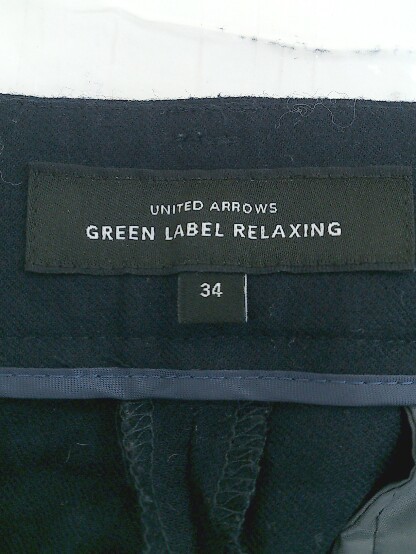 UNITED ARROWS
GREEN LABEL RELAXING
34